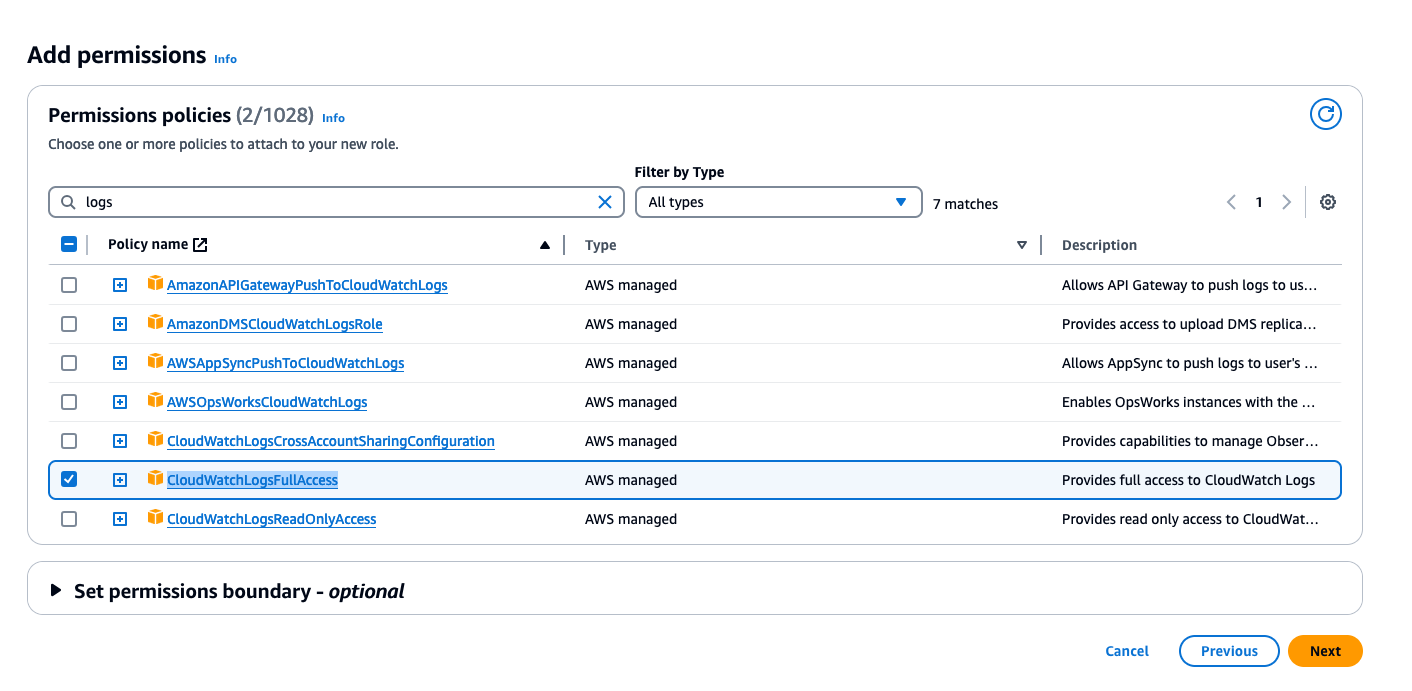 Add permissions Info
Permissions policies (2/1028) Info
Choose one or more policies to attach to your new role.
Filter by Type
logs All types 7 matches 1
Policy name Type Description
AmazonAPIGatewayPushToCloudWatchLogs AWS managed Allows API Gateway to push logs to us...
AmazonDMSCloudWatchLogsRole AWS managed Provides access to upload DMS replica...
AWSAppSyncPushToCloudWatchLogs AWS managed Allows AppSync to push logs to user's ...
AWSOpsWorksCloudWatchLogs AWS managed Enables OpsWorks instances with the ...
CloudWatchLogsCrossAccountSharingConfiguration AWS managed Provides capabilities to manage Obser...
CloudWatchLogsFullAccess AWS managed Provides full access to CloudWatch Logs
CloudWatchLogsReadOnlyAccess AWS managed Provides read only access to CloudWat...
Set permissions boundary - optional
Cancel Previous Next